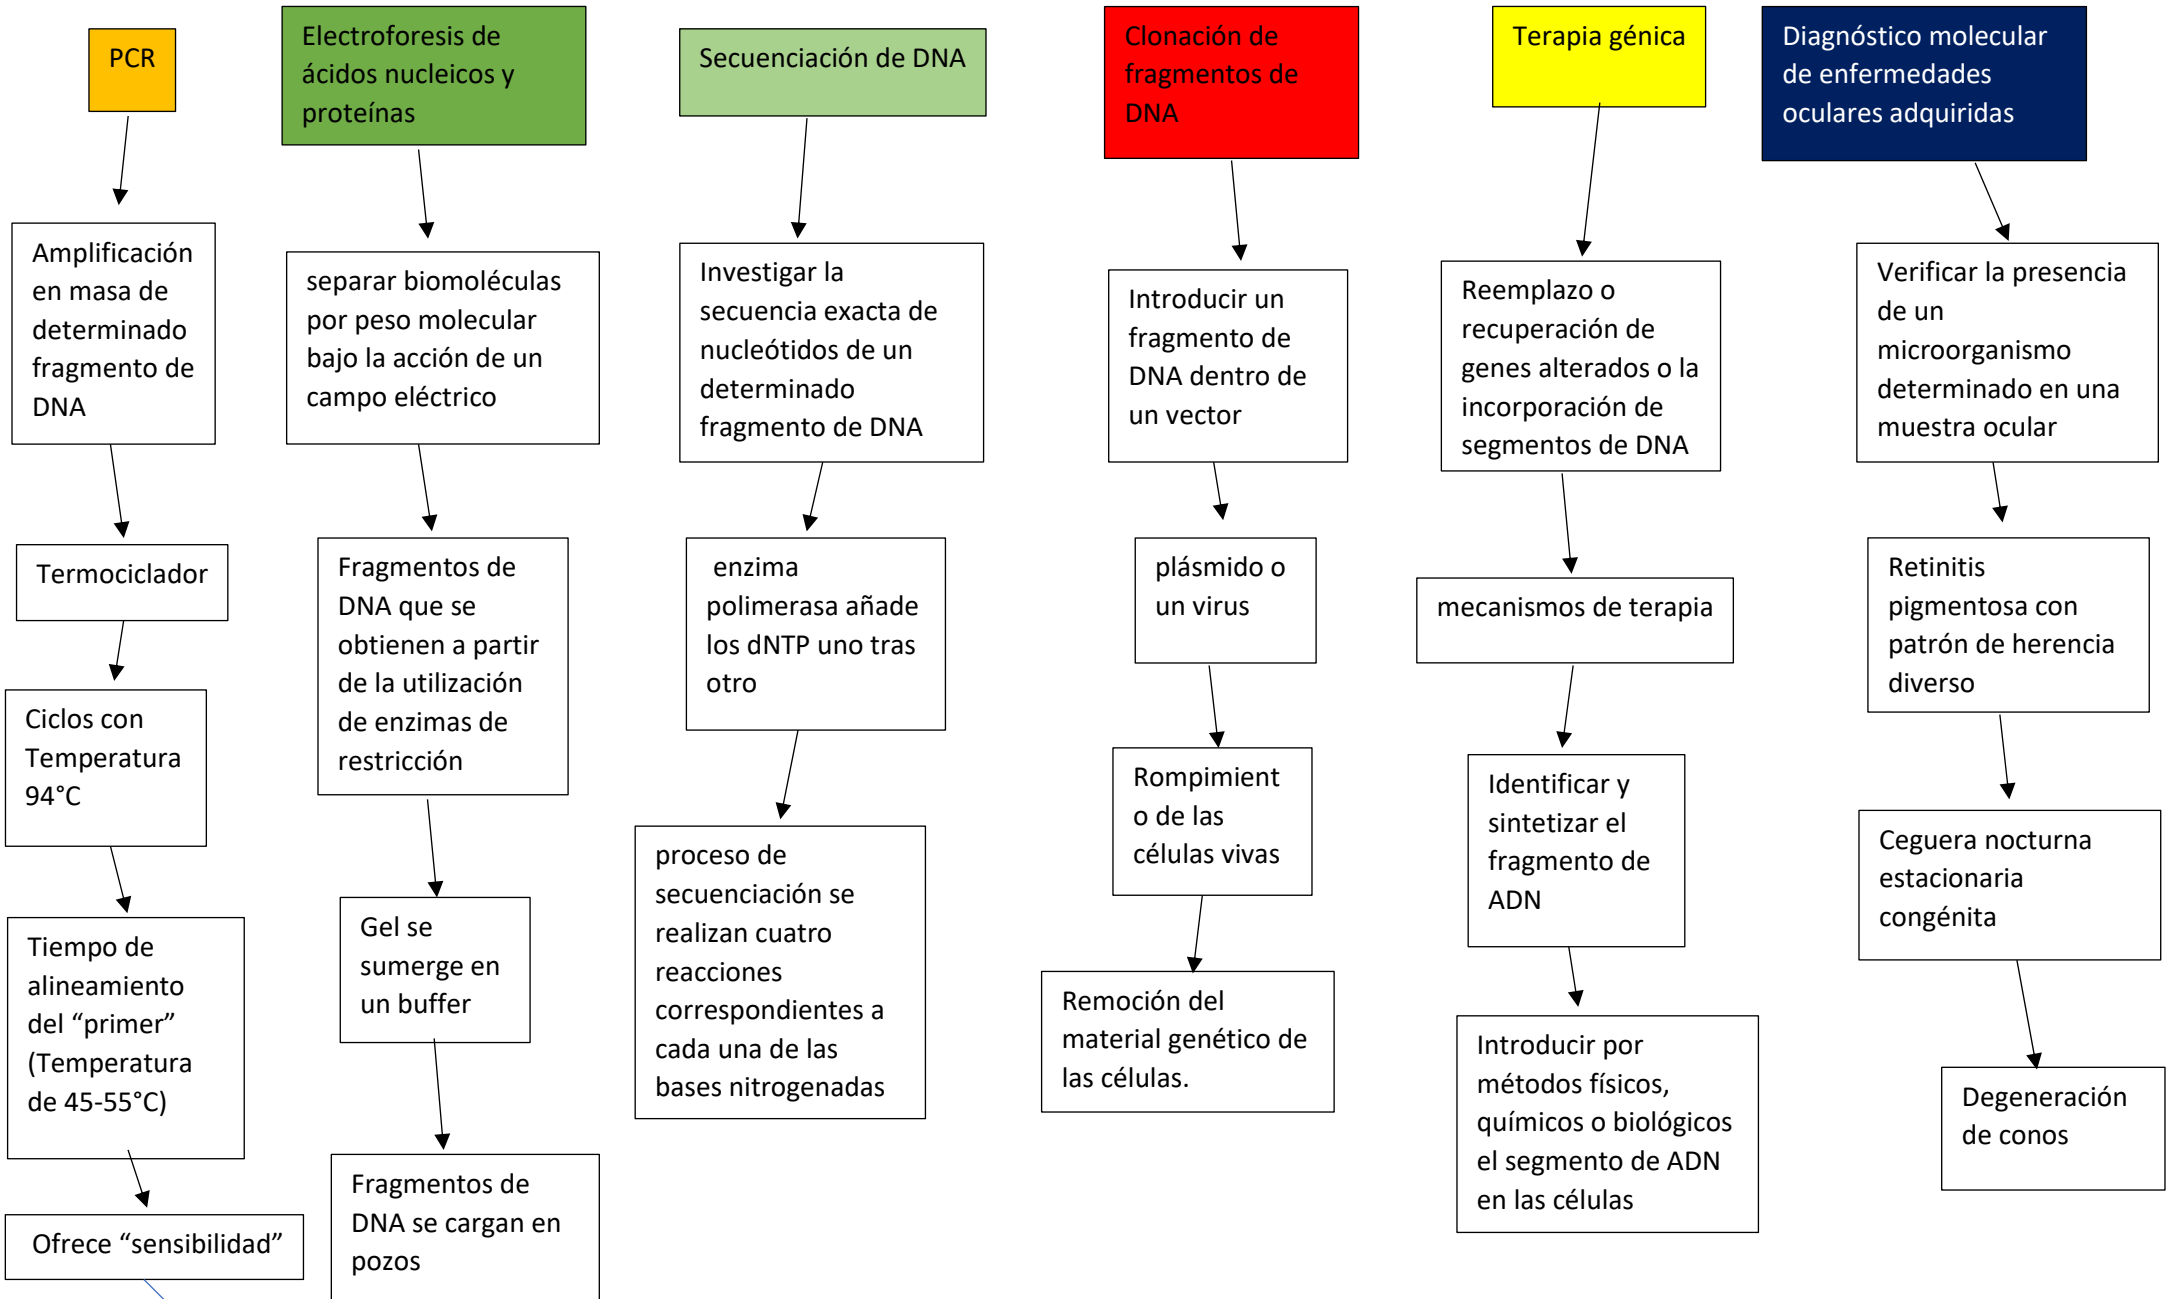 PCR
Amplificación
en masa de
determinado
fragmento de
DNA
Termociclador
Ciclos con
Temperatura
94°C
Tiempo de
alineamiento
del “primer”
(Temperatura
de 45-55°C)
Ofrece “sensibilidad”
Electroforesis de
ácidos nucleicos y
proteínas
separar biomoléculas
por peso molecular
bajo la acción de un
campo eléctrico
Fragmentos de
DNA que se
obtienen a partir
de la utilización
de enzimas de
restricción
Gel se
sumerge en
un buffer
Fragmentos de
DNA se cargan en
pozos
Secuenciación de DNA
Investigar la
secuencia exacta de
nucleótidos de un
determinado
fragmento de DNA
enzima
polimerasa añade
los dNTP uno tras
otro
proceso de
secuenciación se
realizan cuatro
reacciones
correspondientes a
cada una de las
bases nitrogenadas
Clonación de
fragmentos de
DNA
Introducir un
fragmento de
DNA dentro de
un vector
plásmido o
un virus
Rompimient
o de las
células vivas
Remoción del
material genético de
las células.
Terapia génica
Reemplazo o
recuperación de
genes alterados o la
incorporación de
segmentos de DNA
mecanismos de terapia
Identificar y
sintetizar el
fragmento de
ADN
Introducir por
métodos físicos,
químicos o biológicos
el segmento de ADN
en las células
Diagnóstico molecular
de enfermedades
oculares adquiridas
Verificar la presencia
de un
microorganismo
determinado en una
muestra ocular
Retinitis
pigmentosa con
patrón de herencia
diverso
Ceguera nocturna
estacionaria
congénita
Degeneración
de conos